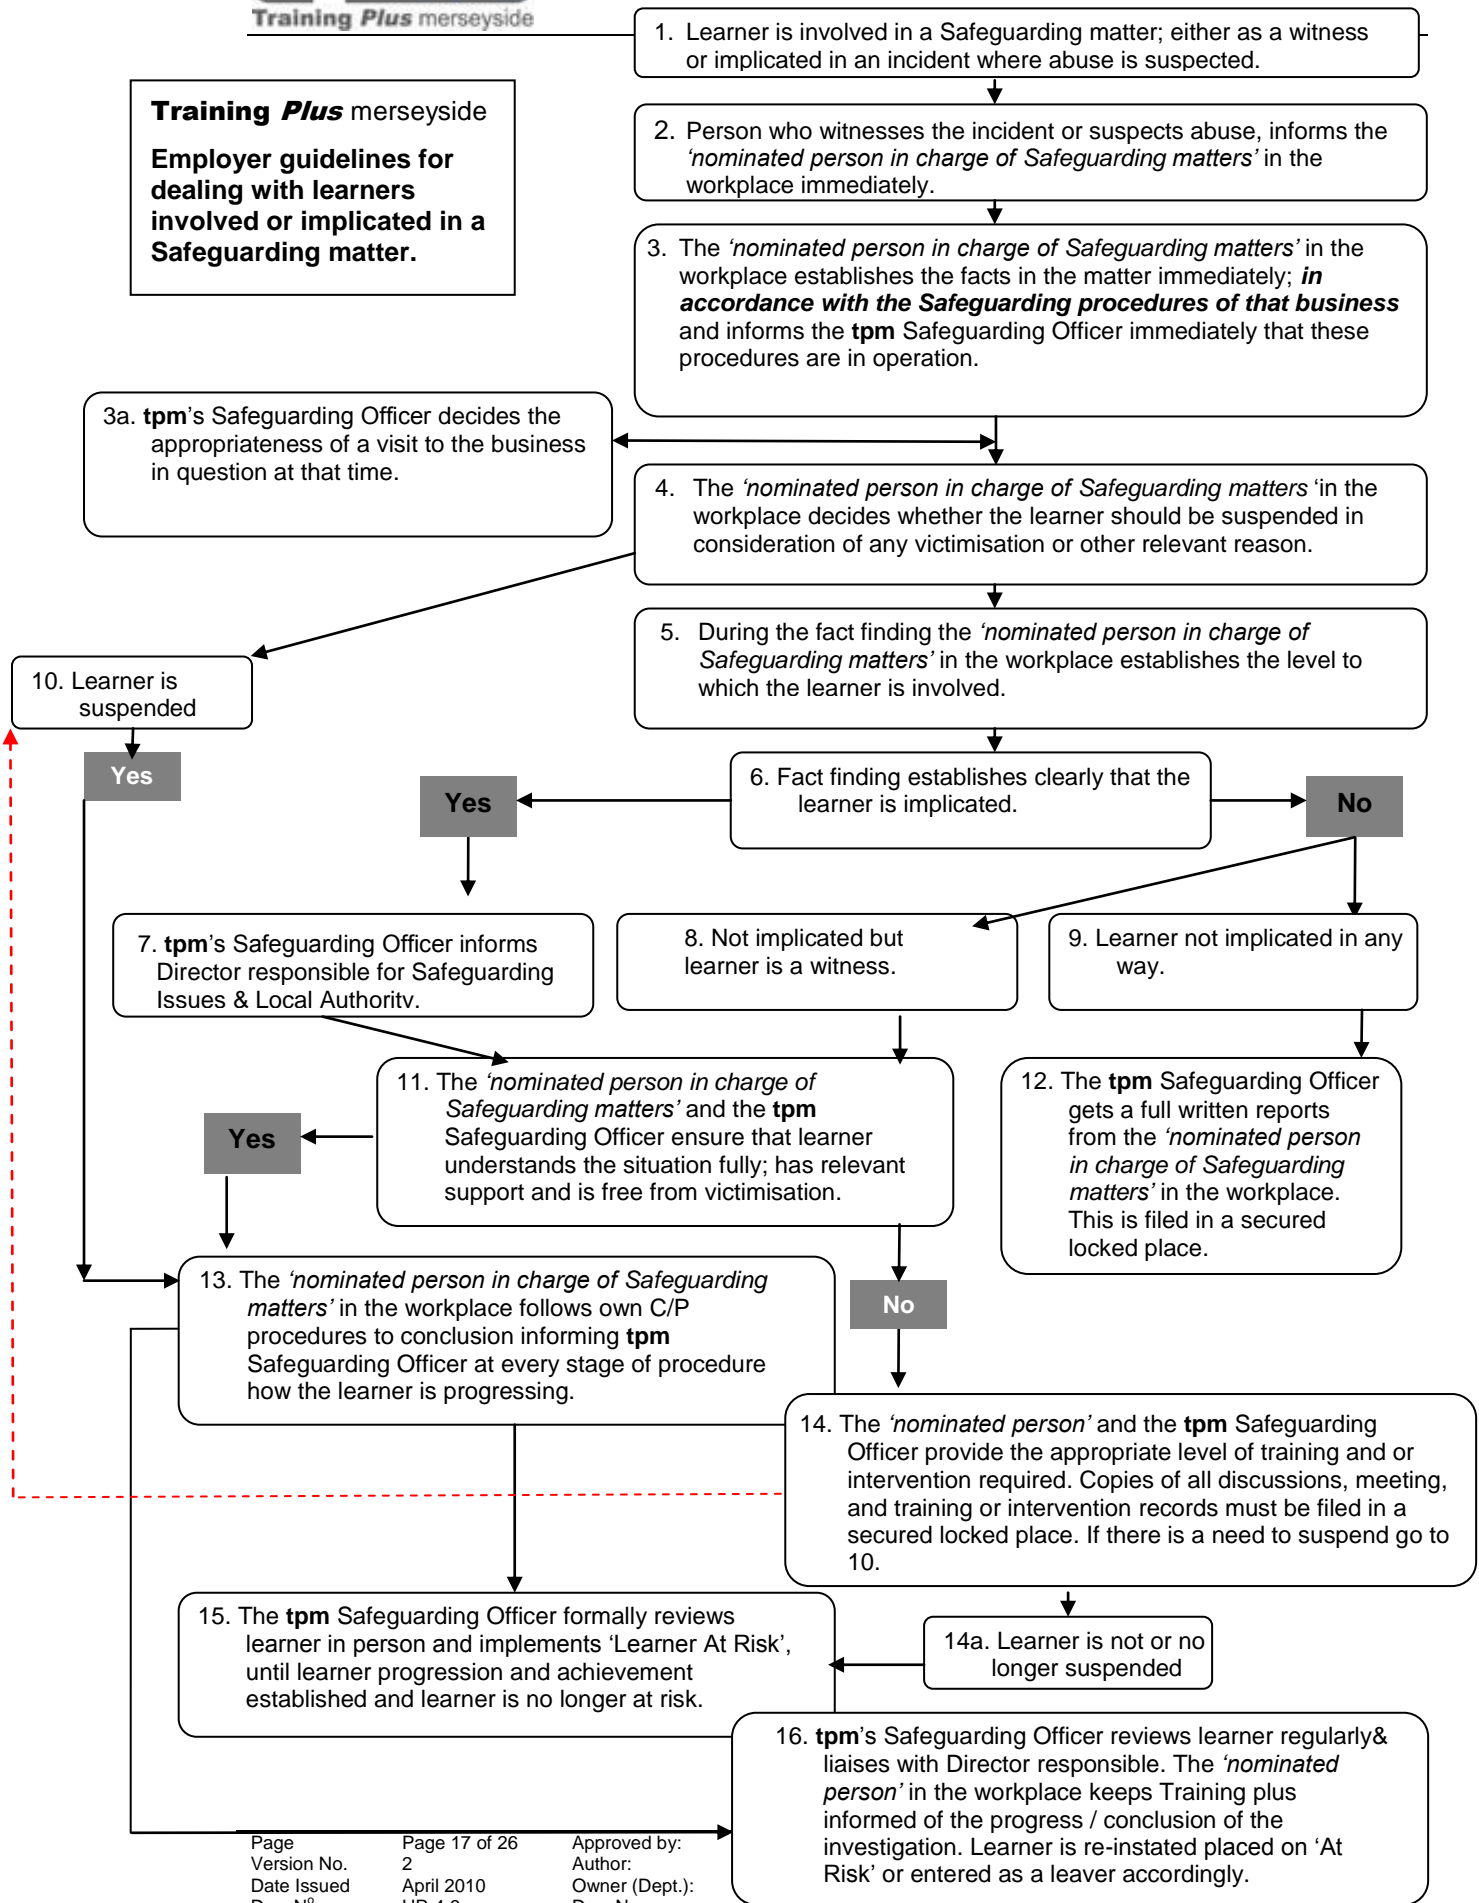 Training Plus merseyside
1. Learner is involved in a Safeguarding matter; either as a witness
or implicated in an incident where abuse is suspected.
Training Plus merseyside
Employer guidelines for
dealing with learners
involved or implicated in a
Safeguarding matter.
2. Person who witnesses the incident or suspects abuse, informs the
‘nominated person in charge of Safeguarding matters’ in the
workplace immediately.
3. The ‘nominated person in charge of Safeguarding matters’ in the
workplace establishes the facts in the matter immediately; in
accordance with the Safeguarding procedures of that business
and informs the tpm Safeguarding Officer immediately that these
procedures are in operation.
3a. tpm’s Safeguarding Officer decides the
appropriateness of a visit to the business
in question at that time.
4. The ‘nominated person in charge of Safeguarding matters ‘in the
workplace decides whether the learner should be suspended in
consideration of any victimisation or other relevant reason.
5. During the fact finding the ‘nominated person in charge of
Safeguarding matters’ in the workplace establishes the level to
which the learner is involved.
10. Learner is
suspended
Yes
6. Fact finding establishes clearly that the
learner is implicated.
Yes
No
7. tpm’s Safeguarding Officer informs
Director responsible for Safeguarding
Issues & Local Authority.
8. Not implicated but
learner is a witness.
9. Learner not implicated in any
way.
11. The ‘nominated person in charge of
Safeguarding matters’ and the tpm
Safeguarding Officer ensure that learner
understands the situation fully; has relevant
support and is free from victimisation.
Yes
12. The tpm Safeguarding Officer
gets a full written reports
from the ‘nominated person
in charge of Safeguarding
matters’ in the workplace.
This is filed in a secured
locked place.
13. The ‘nominated person in charge of Safeguarding
matters’ in the workplace follows own C/P
procedures to conclusion informing tpm
Safeguarding Officer at every stage of procedure
how the learner is progressing.
No
14. The ‘nominated person’ and the tpm Safeguarding
Officer provide the appropriate level of training and or
intervention required. Copies of all discussions, meeting,
and training or intervention records must be filed in a
secured locked place. If there is a need to suspend go to
10.
15. The tpm Safeguarding Officer formally reviews
learner in person and implements ‘Learner At Risk’,
until learner progression and achievement
established and learner is no longer at risk.
14a. Learner is not or no
longer suspended
16. tpm’s Safeguarding Officer reviews learner regularly&
liaises with Director responsible. The ‘nominated
person’ in the workplace keeps Training plus
informed of the progress / conclusion of the
investigation. Learner is re-instated placed on ‘At
Risk’ or entered as a leaver accordingly.
Page Page 17 of 26 Approved by:
Version No. 2 Author:
Date Issued April 2010 Owner (Dept.):